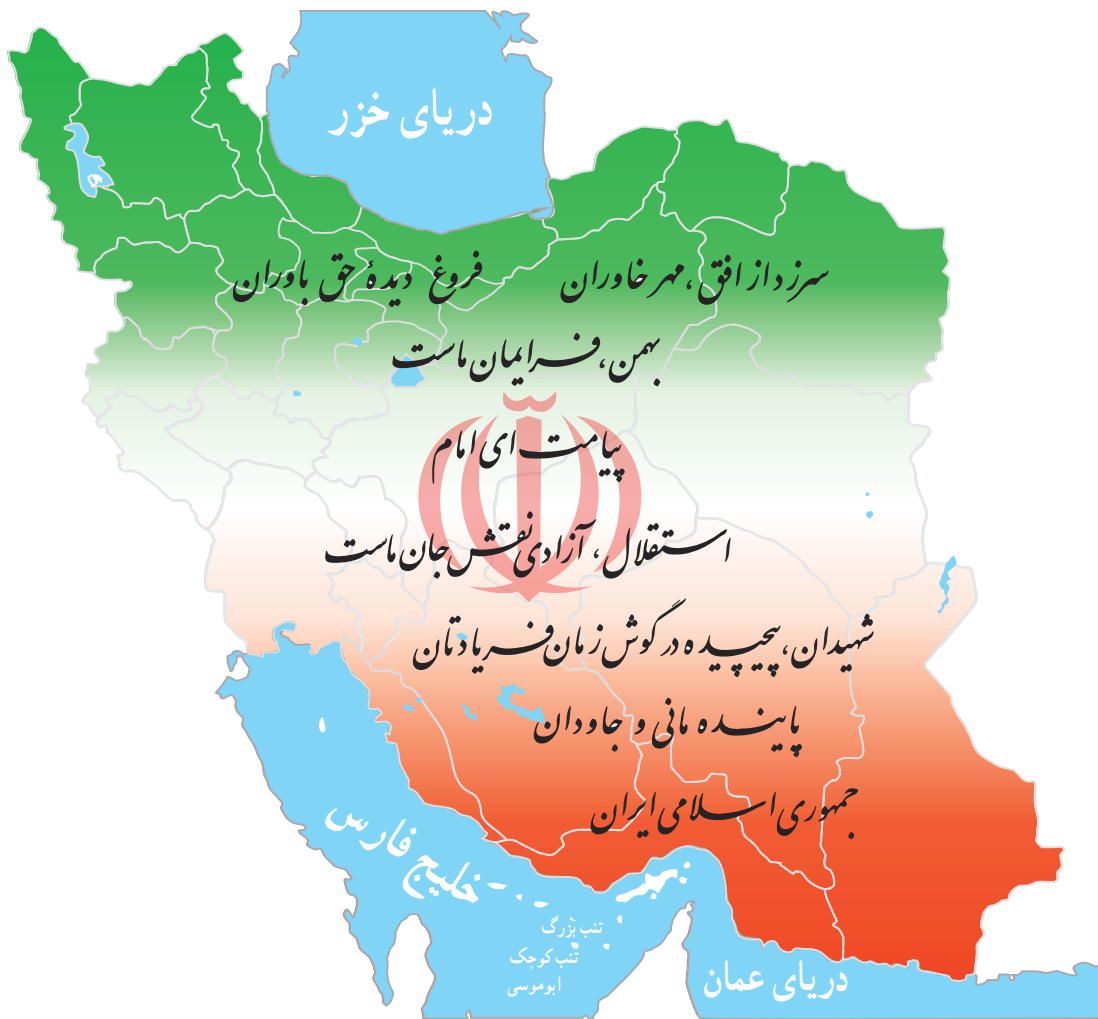 دریای خزر
سرزد از افق، مهر خاوران فروغ دیدهٔ حق باوران
بهمن، فر ایمان ماست
پیامت ای امام
استقلال، آزادی نقش جان ماست
شهیدان، پیچیده در گوش زمان فریادتان
پاینده مانی و جاودان
جمهوری اسلامی ایران
خلیج فارس
تنب بزرگ
تنب کوچک
ابوموسی
دریای عمان